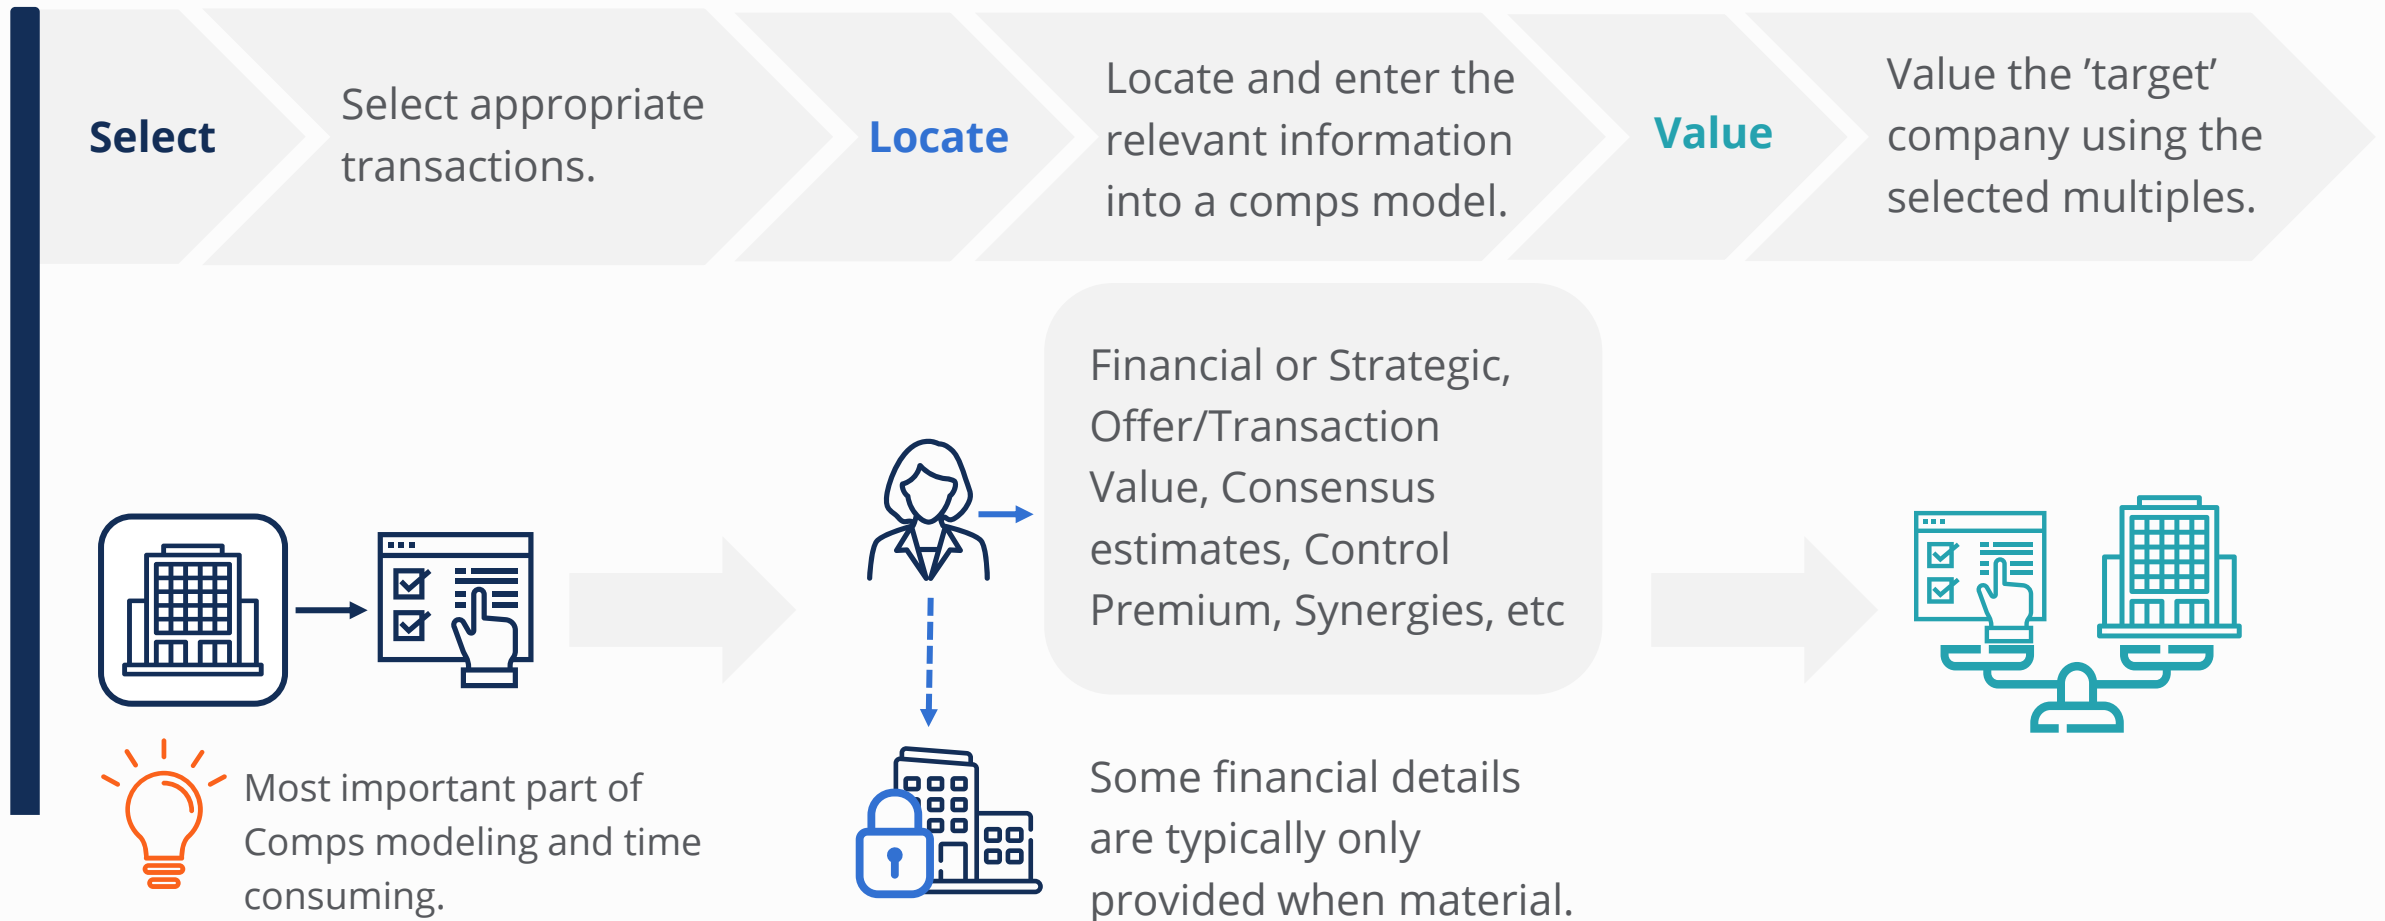 Select
Select appropriate
transactions.
Locate
Locate and enter the
relevant information
into a comps model.
Value
Value the ’target’
company using the
selected multiples.
Financial or Strategic,
Offer/Transaction
Value, Consensus
estimates, Control
Premium, Synergies, etc
Most important part of
Comps modeling and time
consuming.
Some financial details
are typically only
provided when material.